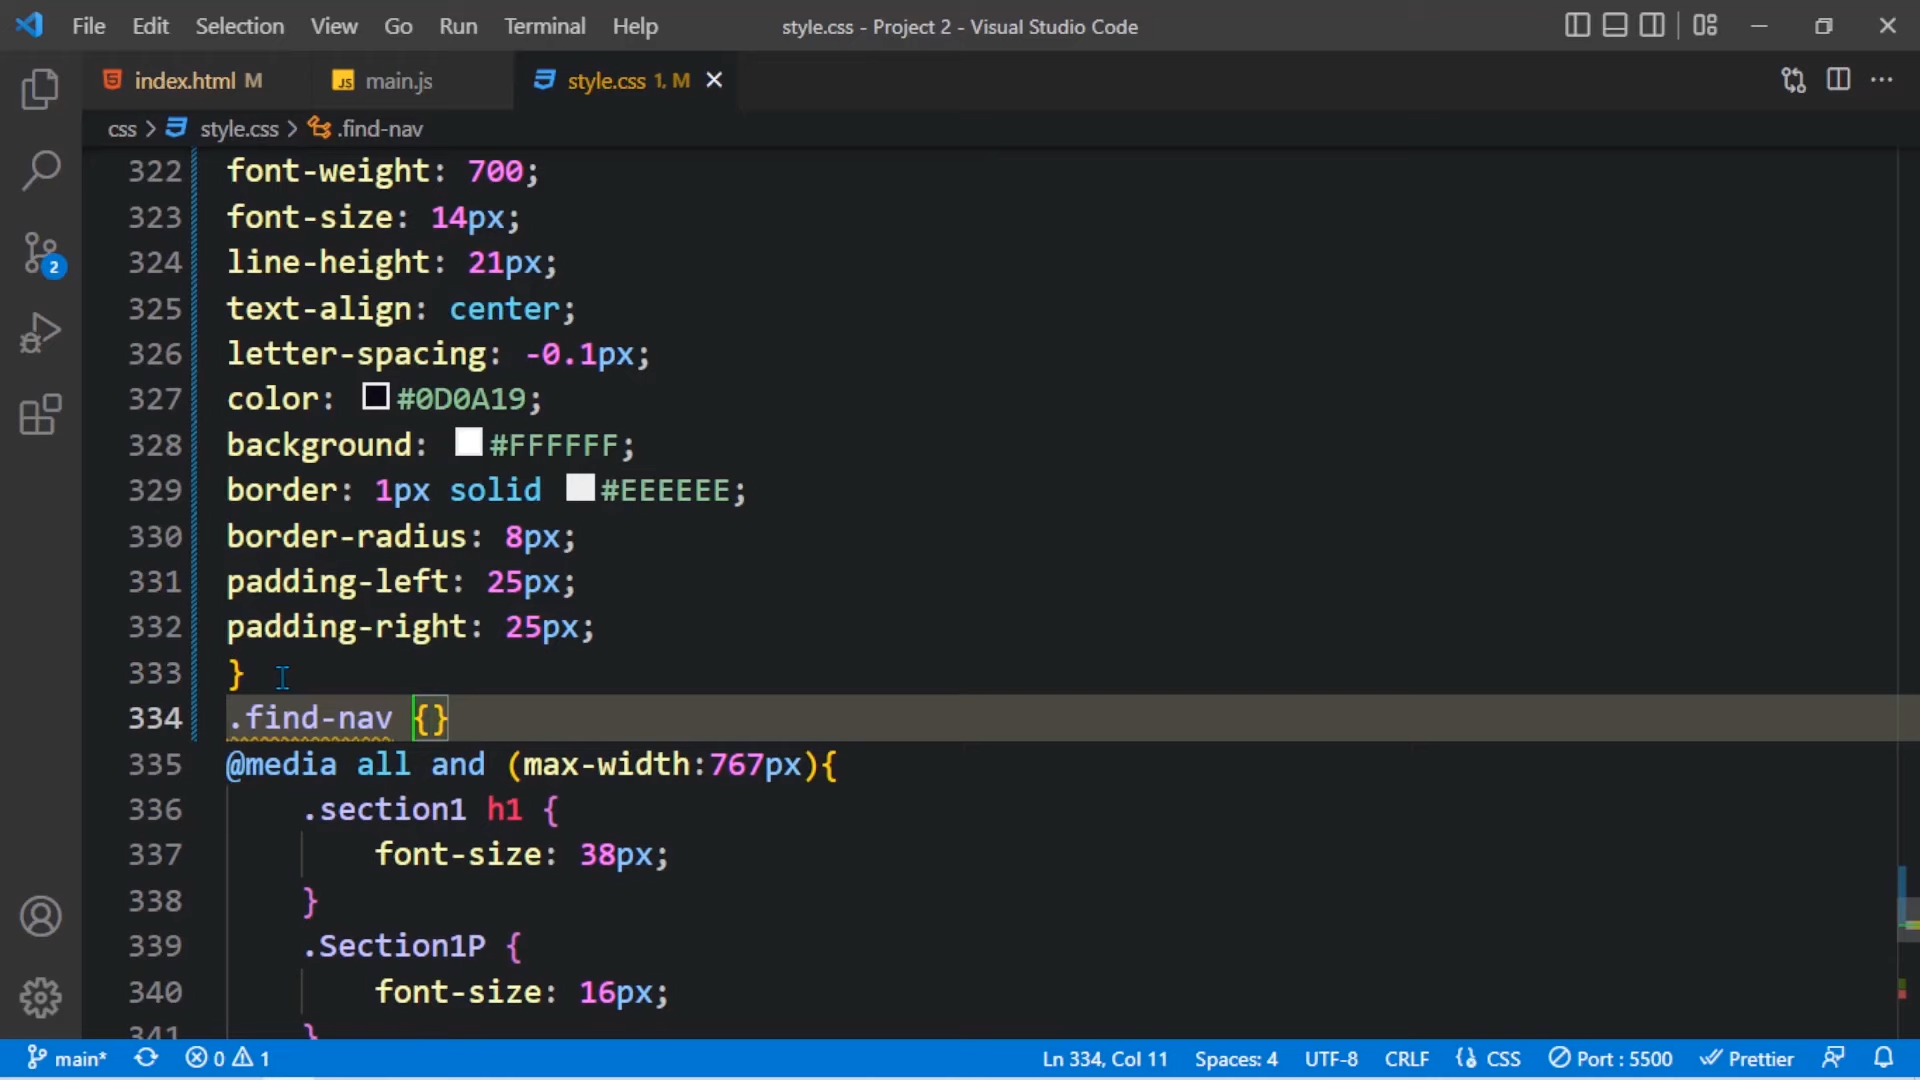 File Edit Selection View Go Run Terminal Help style.css - Project 2 - Visual Studio Code
index.html M JS main.js style.css 1, M
css > style.css > .find-nav
322 font-weight: 700;
323 font-size: 14px;
324 line-height: 21px;
325 text-align: center;
326 letter-spacing: -0.1px;
327 color: #0D0A19;
328 background: #FFFFFF;
329 border: 1px solid #EEEEEE;
330 border-radius: 8px;
331 padding-left: 25px;
332 padding-right: 25px;
333 }
334 .find-nav {}
335 @media all and (max-width:767px){
336 .section1 h1 {
337 font-size: 38px;
338 }
339 .Section1P {
340 font-size: 16px;
341 }
2
main* 0 1 Ln 334, Col 11 Spaces: 4 UTF-8 CRLF CSS Port : 5500 Prettier